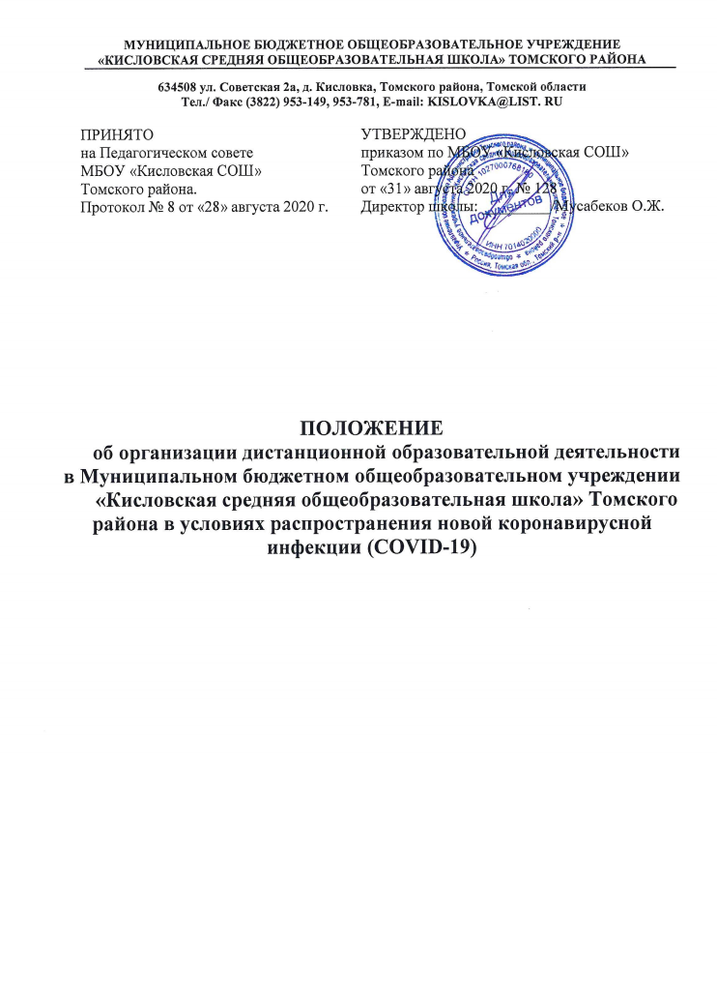 МУНИЦИПАЛЬНОЕ БЮДЖЕТНОЕ ОБЩЕОБРАЗОВАТЕЛЬНОЕ УЧРЕЖДЕНИЕ
«КИСЛОВСКАЯ СРЕДНЯЯ ОБЩЕОБРАЗОВАТЕЛЬНАЯ ШКОЛА» ТОМСКОГО РАЙОНА
634508 ул. Советская 2а, д. Кисловка, Томского района, Томской области
Тел./ Факс (3822) 953-149, 953-781, E-mail: KISLOVKA@LIST. RU
ПРИНЯТО
на Педагогическом совете
МБОУ «Кисловская СОШ»
Томского района.
Протокол № 8 от «28» августа 2020 г.
УТВЕРЖДЕНО
приказом по МБОУ «Кисловская СОШ»
Томского района
от «31» августа 2020 г. № 128
Директор школы: /Мусабеков О.Ж.
Для
документов
Россия, Томская обл., Томский р-н
ПОЛОЖЕНИЕ
об организации дистанционной образовательной деятельности
в Муниципальном бюджетном общеобразовательном учреждении
«Кисловская средняя общеобразовательная школа» Томского
района в условиях распространения новой коронавирусной
инфекции (COVID-19)